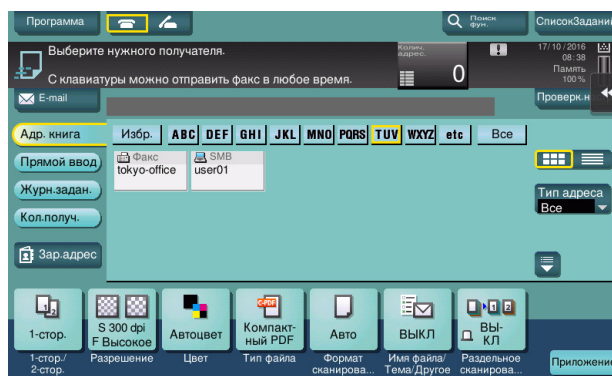 Программа
Поиск
фун.
СписокЗадани
Выберите нужного получателя.
С клавиатуры можно отправить факс в любое время.
Колич.
адрес.
0
17/10/2016
08:38
Память
100%
E-mail
Проверк.н
Адр. книга
Избр. ABC DEF GHI JKL MNO PQRS TUV WXYZ etc Все
Прямой ввод
Факс
tokyo-office
SMB
user01
Журн.задан.
Тип адреса
Все
Кол.получ.
Зар.адрес
1-стор.
S 300 dpi
F Высокое
Автоцвет
C-PDF
Компакт-
ный PDF
Авто
ВЫКЛ
ВЫ-
КЛ
1-стор./
2-стор.
Разрешение
Цвет
Тип файла
Формат
сканирова...
Имя файла/
Тема/Другое
Раздельное
сканирова...
Приложение